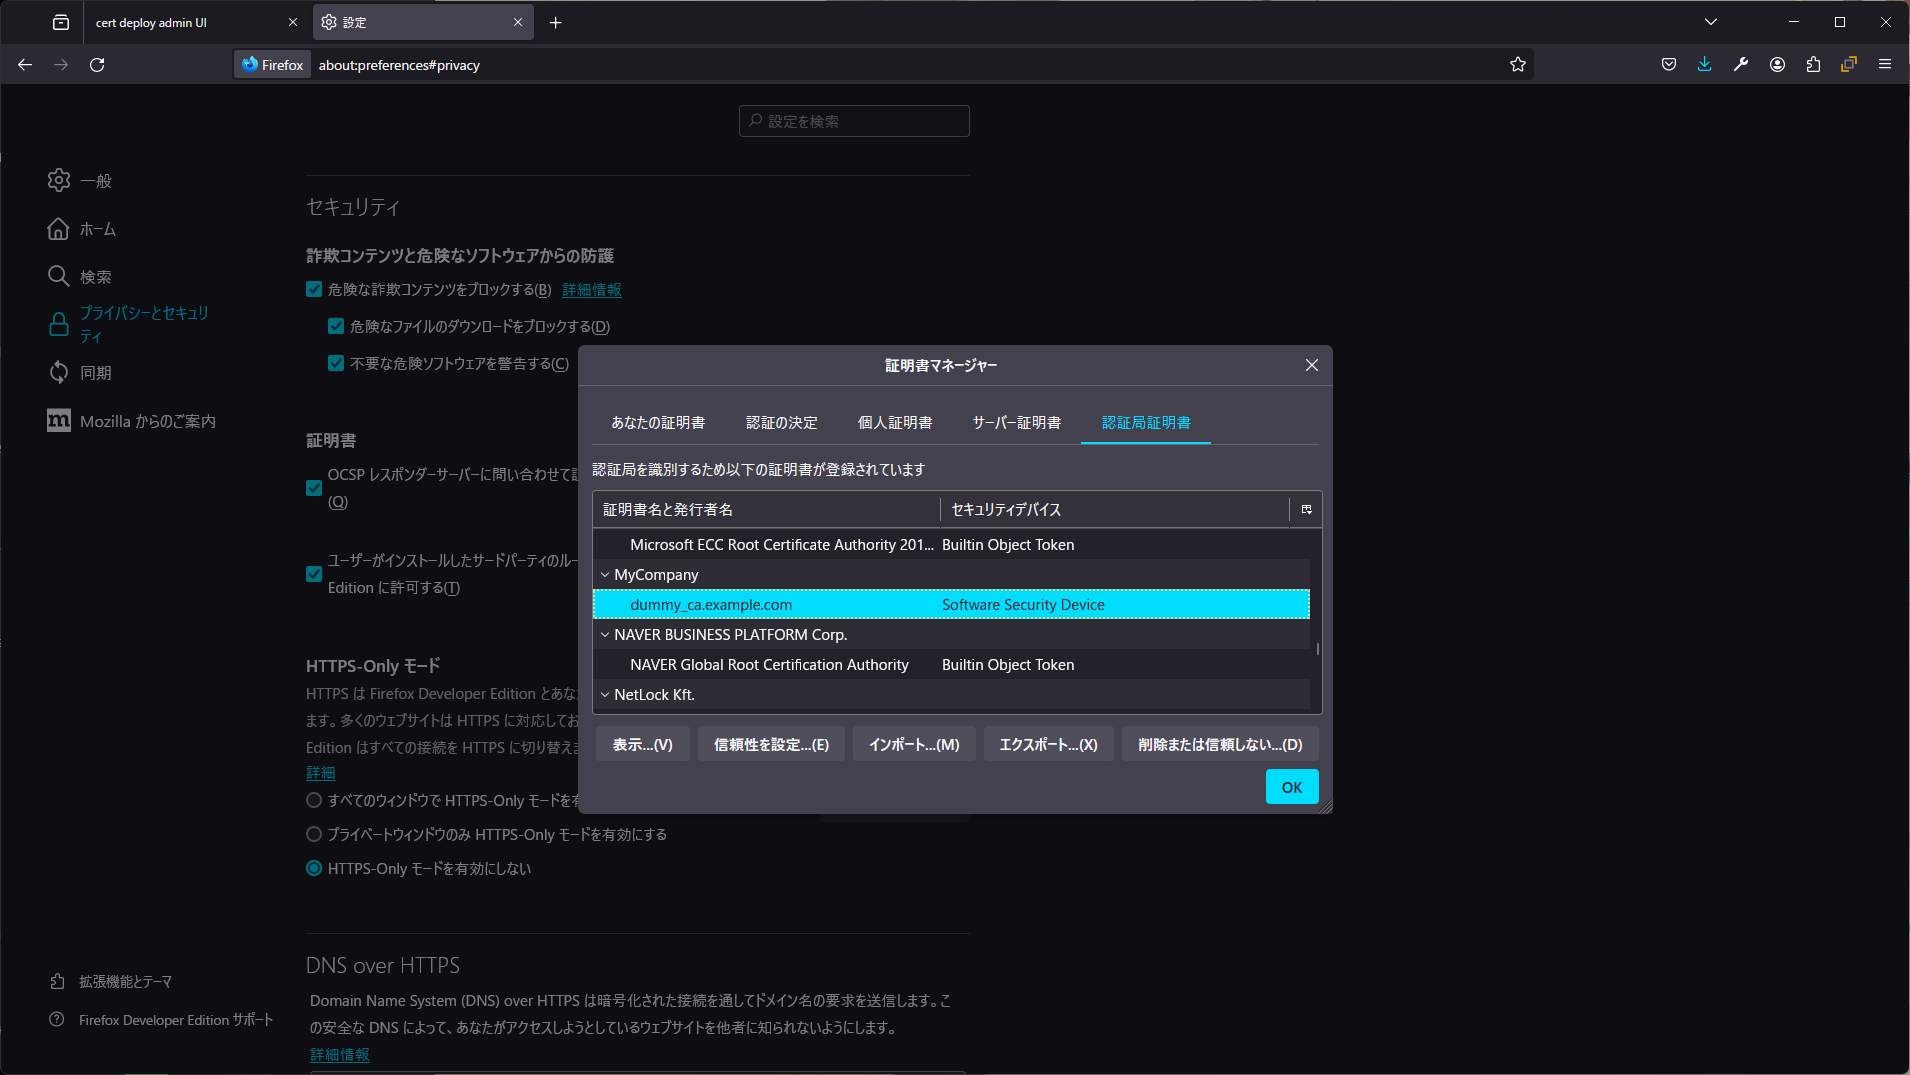 cert deploy admin UI
設定
Firefox
about:preferences#privacy
設定を検索
一般
ホーム
検索
プライバシーとセキュリ
ティ
同期
Mozilla からのご案内
拡張機能とテーマ
Firefox Developer Edition サポート
セキュリティ
詐欺コンテンツと危険なソフトウェアからの防護
危険な詐欺コンテンツをブロックする(B) 詳細情報
危険なファイルのダウンロードをブロックする(D)
不要な危険ソフトウェアを警告する(C)
証明書
OCSP レスポンダーサーバーに問い合わせて
(Q)
ユーザーがインストールしたサードパーティのルー
Edition に許可する(T)
HTTPS-Only モード
HTTPS は Firefox Developer Edition とあな
ます。多くのウェブサイトは HTTPS に対応してお
Edition はすべての接続を HTTPS に切り替え
詳細
すべてのウィンドウで HTTPS-Only モードを有
プライベートウィンドウのみ HTTPS-Only モードを有効にする
HTTPS-Only モードを有効にしない
DNS over HTTPS
Domain Name System (DNS) over HTTPS は暗号化された接続を通してドメイン名の要求を送信します。こ
の安全な DNS によって、あなたがアクセスしようとしているウェブサイトを他者に知られないようにします。
詳細情報
証明書マネージャー
あなたの証明書
認証の決定
個人証明書
サーバー証明書
認証局証明書
認証局を識別するため以下の証明書が登録されています
証明書名と発行者名
セキュリティデバイス
Microsoft ECC Root Certificate Authority 201... Builtin Object Token
MyCompany
dummy_ca.example.com Software Security Device
NAVER BUSINESS PLATFORM Corp.
NAVER Global Root Certification Authority Builtin Object Token
NetLock Kft.
表示...(V)
信頼性を設定...(E)
インポート...(M)
エクスポート...(X)
削除または信頼しない...(D)
OK